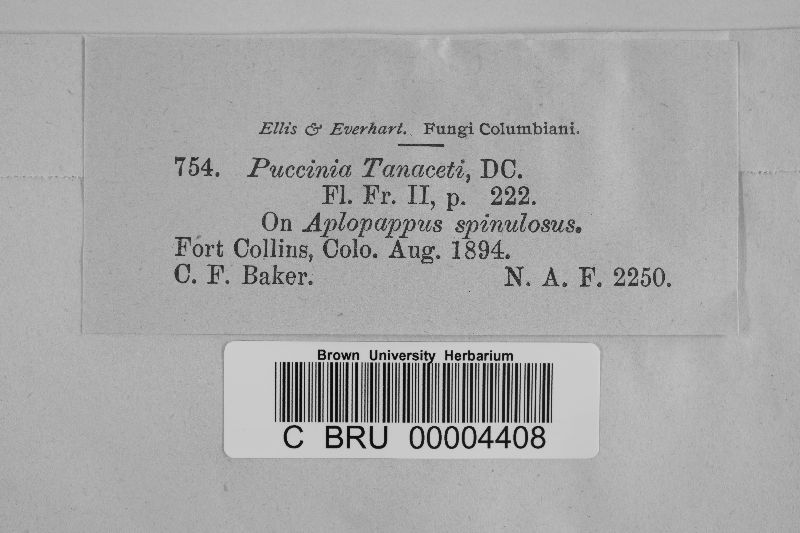 Ellis & Everhart. Fungi Columbiani.
754. Puccinia Tanaceti, DC.
Fl. Fr. II, p. 222.
On Aplopappus spinulosus.
Fort Collins, Colo. Aug. 1894.
C. F. Baker. N. A. F. 2250.
Brown University Herbarium
C BRU 00004408